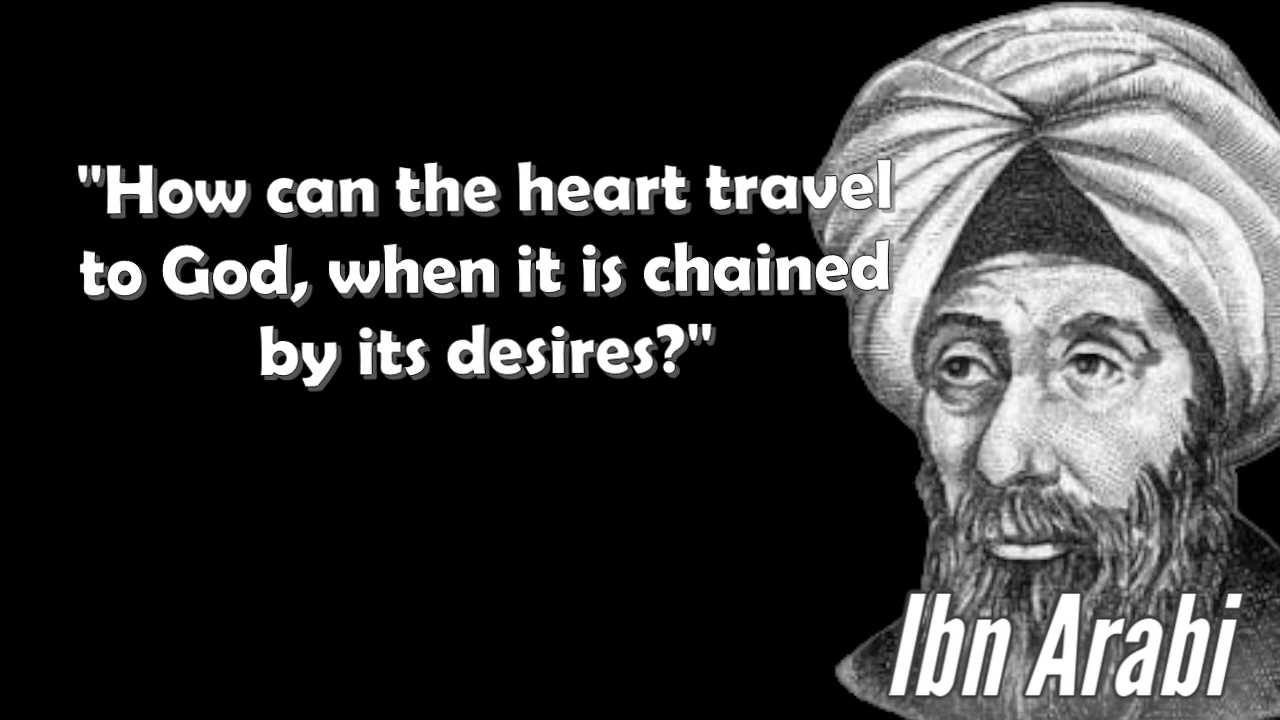 "How can the heart travel
to God, when it is chained
by its desires?"
Ibn Arabi